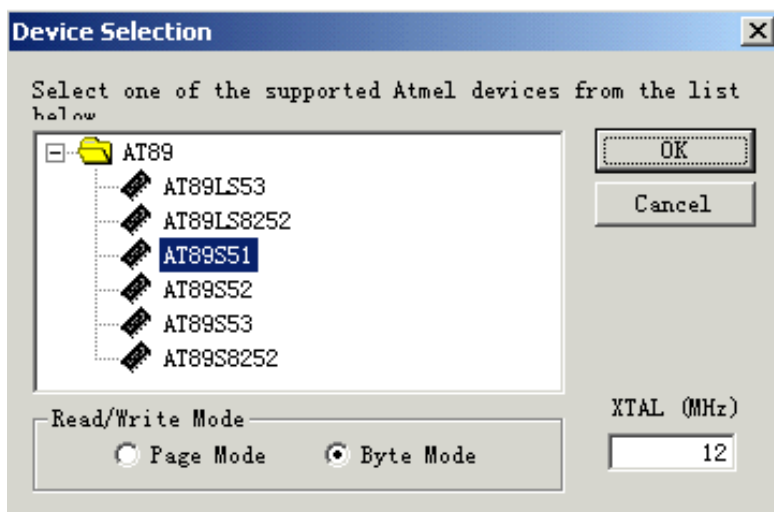 Device Selection
Select one of the supported Atmel devices from the list
below
AT89
AT89LS53
AT89LS8252
AT89S51
AT89S52
AT89S53
AT89S8252
OK
Cancel
Read/Write Mode
Page Mode
Byte Mode
XTAL (MHz)
12